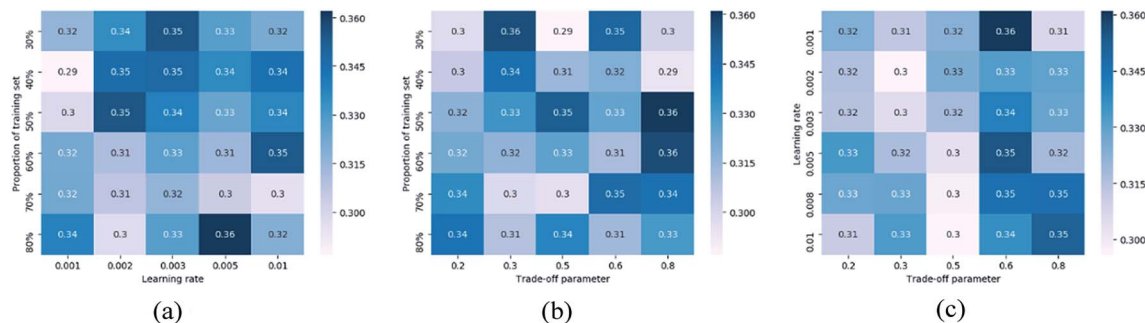 30% 0.32 0.34 0.35 0.33 0.32
40% 0.29 0.35 0.35 0.34 0.34
50% 0.3 0.35 0.34 0.33 0.34
60% 0.32 0.31 0.33 0.31 0.35
70% 0.32 0.31 0.32 0.3 0.3
80% 0.34 0.3 0.33 0.36 0.32
0.001 0.002 0.003 0.005 0.01
Learning rate
Proportion of training set
0.360
0.345
0.330
0.315
0.300
(a)
30% 0.3 0.36 0.29 0.35 0.3
40% 0.3 0.34 0.31 0.32 0.29
50% 0.32 0.33 0.35 0.33 0.36
60% 0.32 0.32 0.33 0.31 0.36
70% 0.34 0.3 0.3 0.35 0.34
80% 0.34 0.31 0.34 0.31 0.33
0.2 0.3 0.5 0.6 0.8
Trade-off parameter
Proportion of training set
0.360
0.345
0.330
0.315
0.300
(b)
0.001 0.32 0.31 0.32 0.36 0.31
0.002 0.32 0.3 0.33 0.33 0.33
0.003 0.32 0.3 0.32 0.34 0.33
0.005 0.33 0.32 0.3 0.35 0.32
0.008 0.33 0.33 0.3 0.35 0.35
0.01 0.31 0.33 0.3 0.34 0.35
0.2 0.3 0.5 0.6 0.8
Trade-off parameter
Learning rate
0.360
0.345
0.330
0.315
0.300
(c)